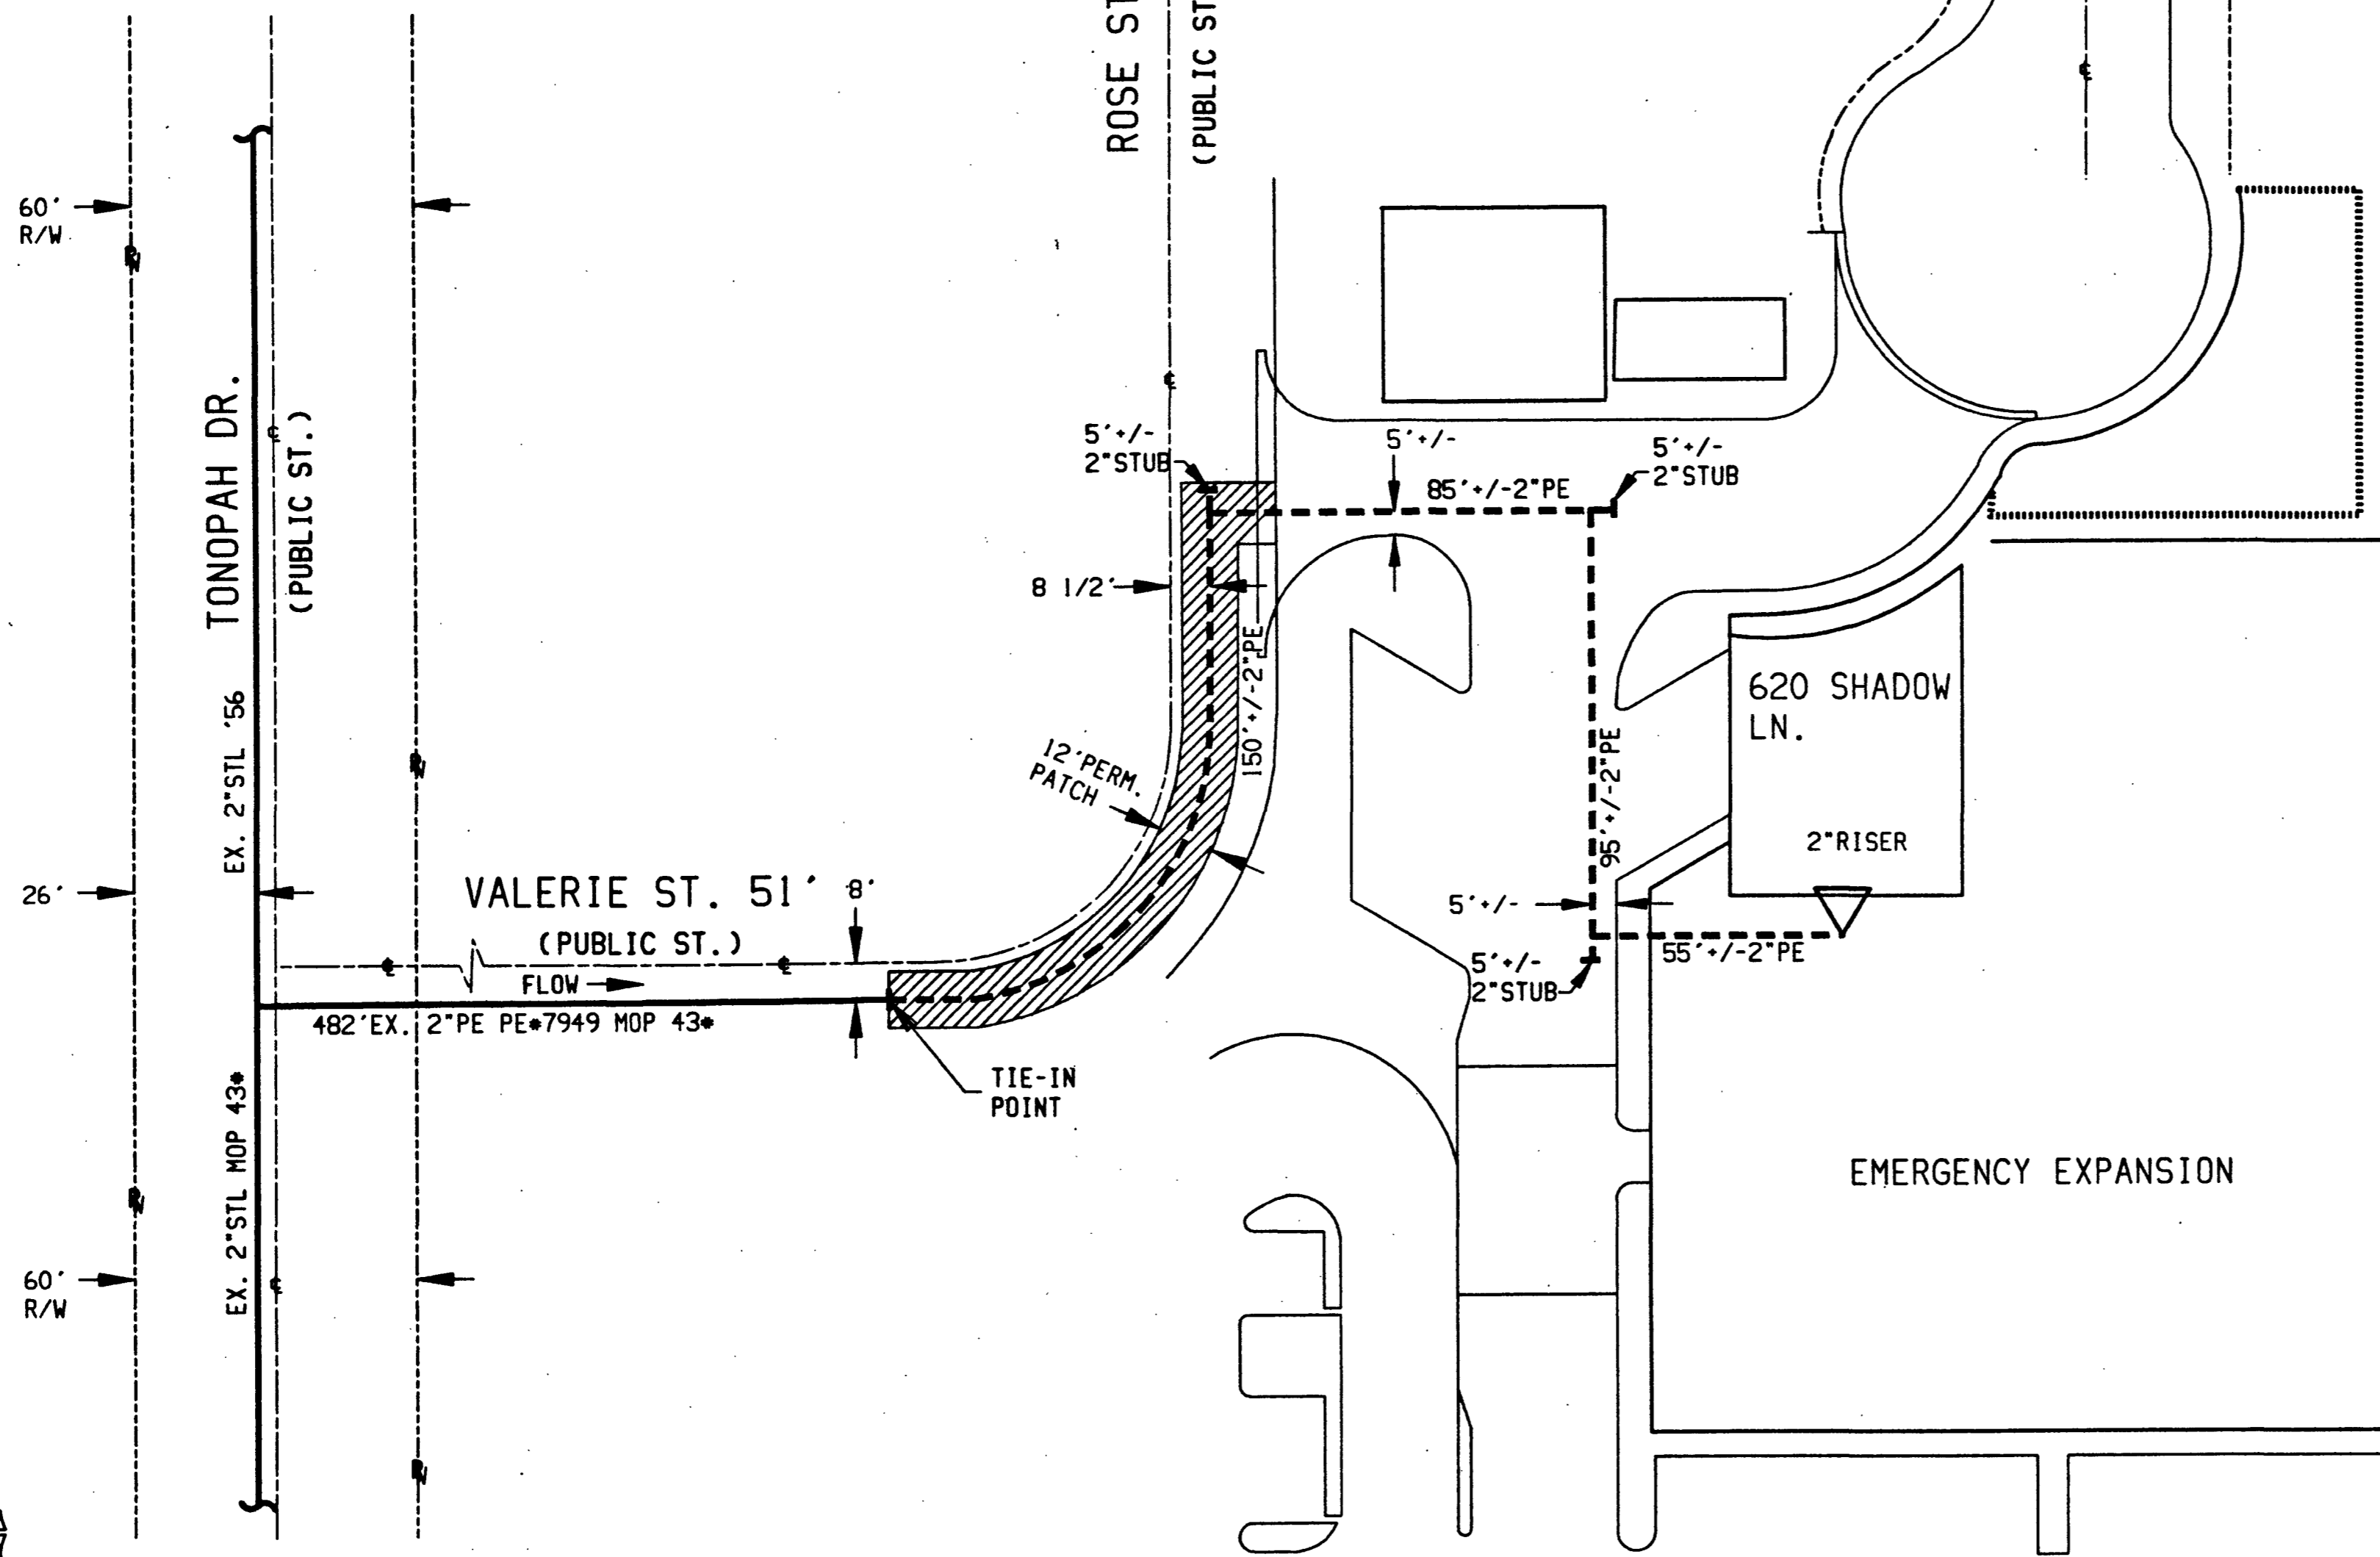 ROSE ST
(PUBLIC ST
60'
R/W
TONOPAH DR.
(PUBLIC ST.)
5'+/-
2"STUB
5'+/-
5'+/-
2"STUB
85'+/-2"PE
8 1/2'
150'+/-2"PE
620 SHADOW
LN.
EX. 2"STL '56
12'PERM.
PATCH
95'+/-2"PE
2"RISER
26'
VALERIE ST. 51'
8'
(PUBLIC ST.)
5'+/-
55'+/-2"PE
5'+/-
2"STUB
FLOW
482'EX. 2"PE PE#7949 MOP 43#
TIE-IN
POINT
EX. 2"STL MOP 43#
EMERGENCY EXPANSION
60'
R/W